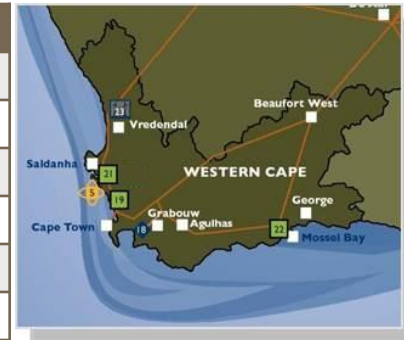 23
Vredendal
Beaufort West
Saldanha
21
WESTERN CAPE
5
19
George
Cape Town
18
Grabouw
Agulhas
22
Mossel Bay